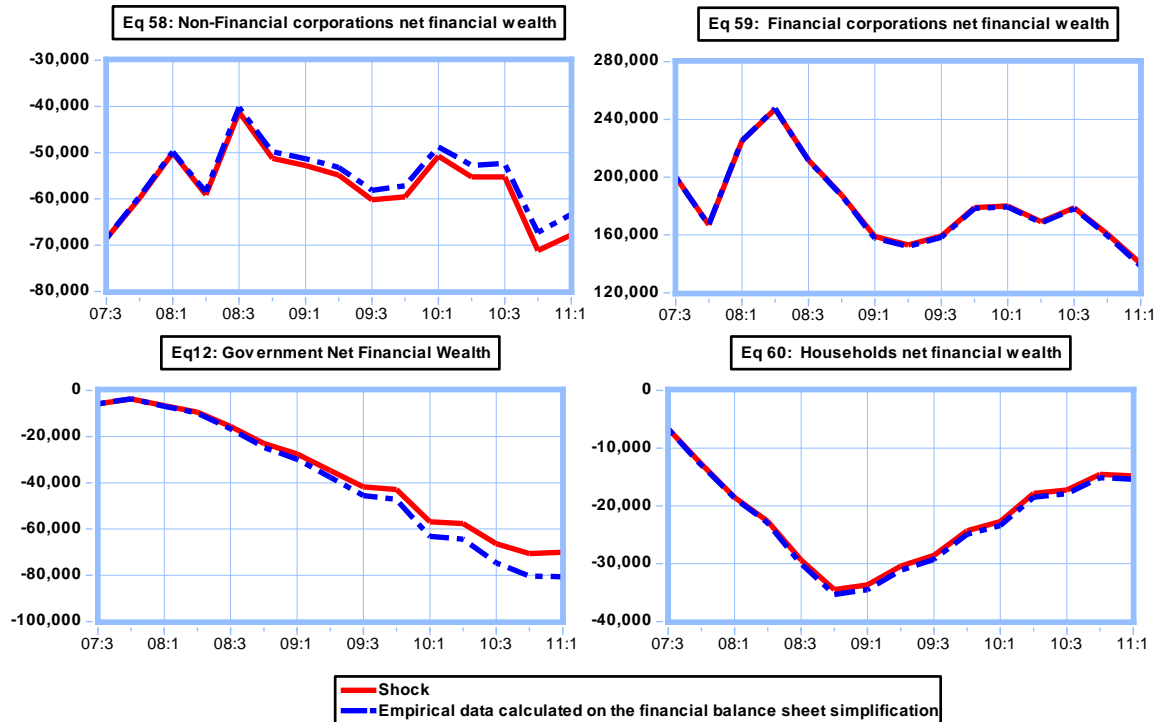 Eq 58: Non-Financial corporations net financial wealth
Eq 59: Financial corporations net financial wealth
-30,000
-40,000
-50,000
-60,000
-70,000
-80,000
07:3 08:1 08:3 09:1 09:3 10:1 10:3 11:1
280,000
240,000
200,000
160,000
120,000
07:3 08:1 08:3 09:1 09:3 10:1 10:3 11:1
Eq12: Government Net Financial Wealth
Eq 60: Households net financial wealth
0
-20,000
-40,000
-60,000
-80,000
-100,000
07:3 08:1 08:3 09:1 09:3 10:1 10:3 11:1
0
-10,000
-20,000
-30,000
-40,000
07:3 08:1 08:3 09:1 09:3 10:1 10:3 11:1
Shock
Empirical data calculated on the financial balance sheet simplification